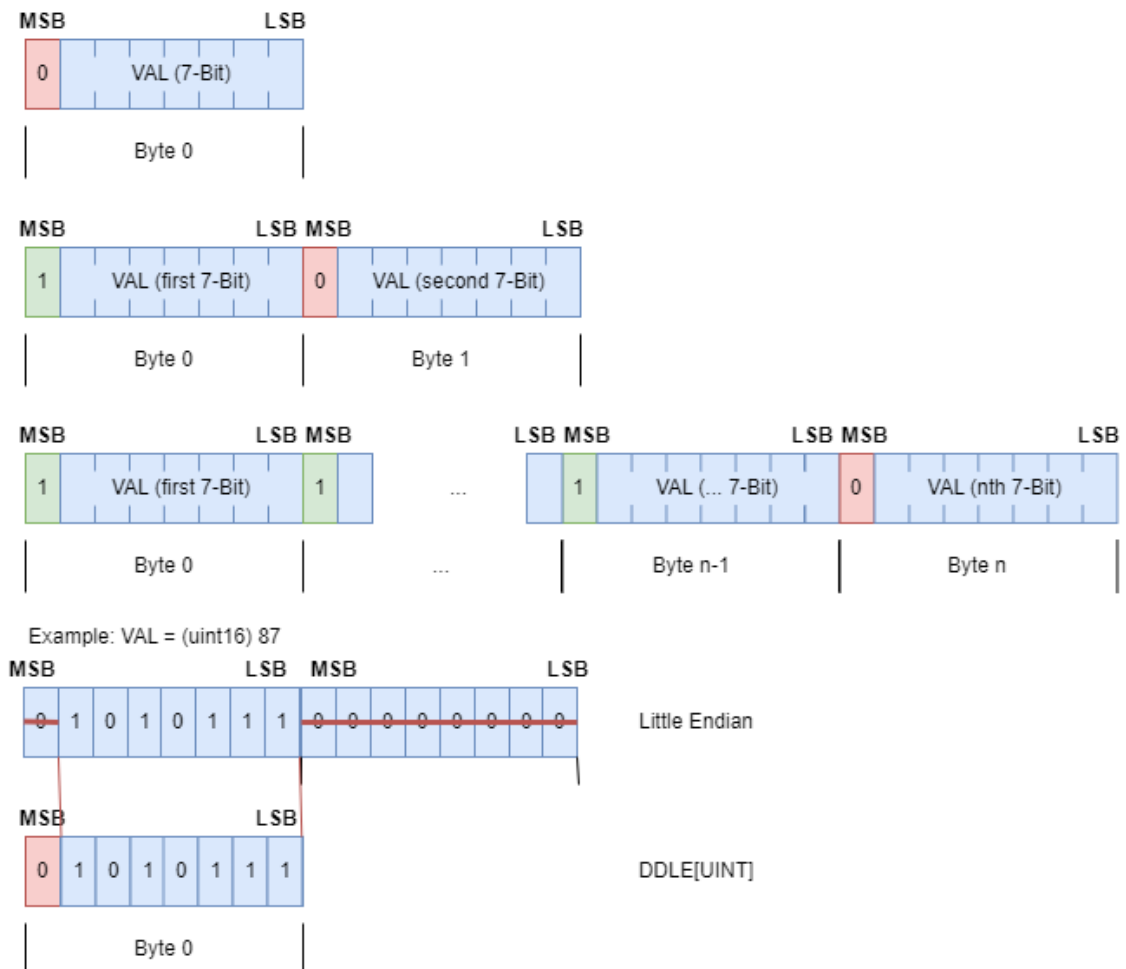 MSB LSB
0 VAL (7-Bit)
Byte 0
MSB LSB MSB LSB
1 VAL (first 7-Bit) 0 VAL (second 7-Bit)
Byte 0 Byte 1
MSB LSB MSB LSB MSB LSB MSB LSB
1 VAL (first 7-Bit) 1 ... 1 VAL (... 7-Bit) 0 VAL (nth 7-Bit)
Byte 0 ... Byte n-1 Byte n
Example: VAL = (uint16) 87
MSB LSB MSB LSB
0 1 0 1 0 1 1 1 0 0 0 0 0 0 0 0 Little Endian
MSB LSB
0 1 0 1 0 1 1 1 DDLE[UINT]
Byte 0